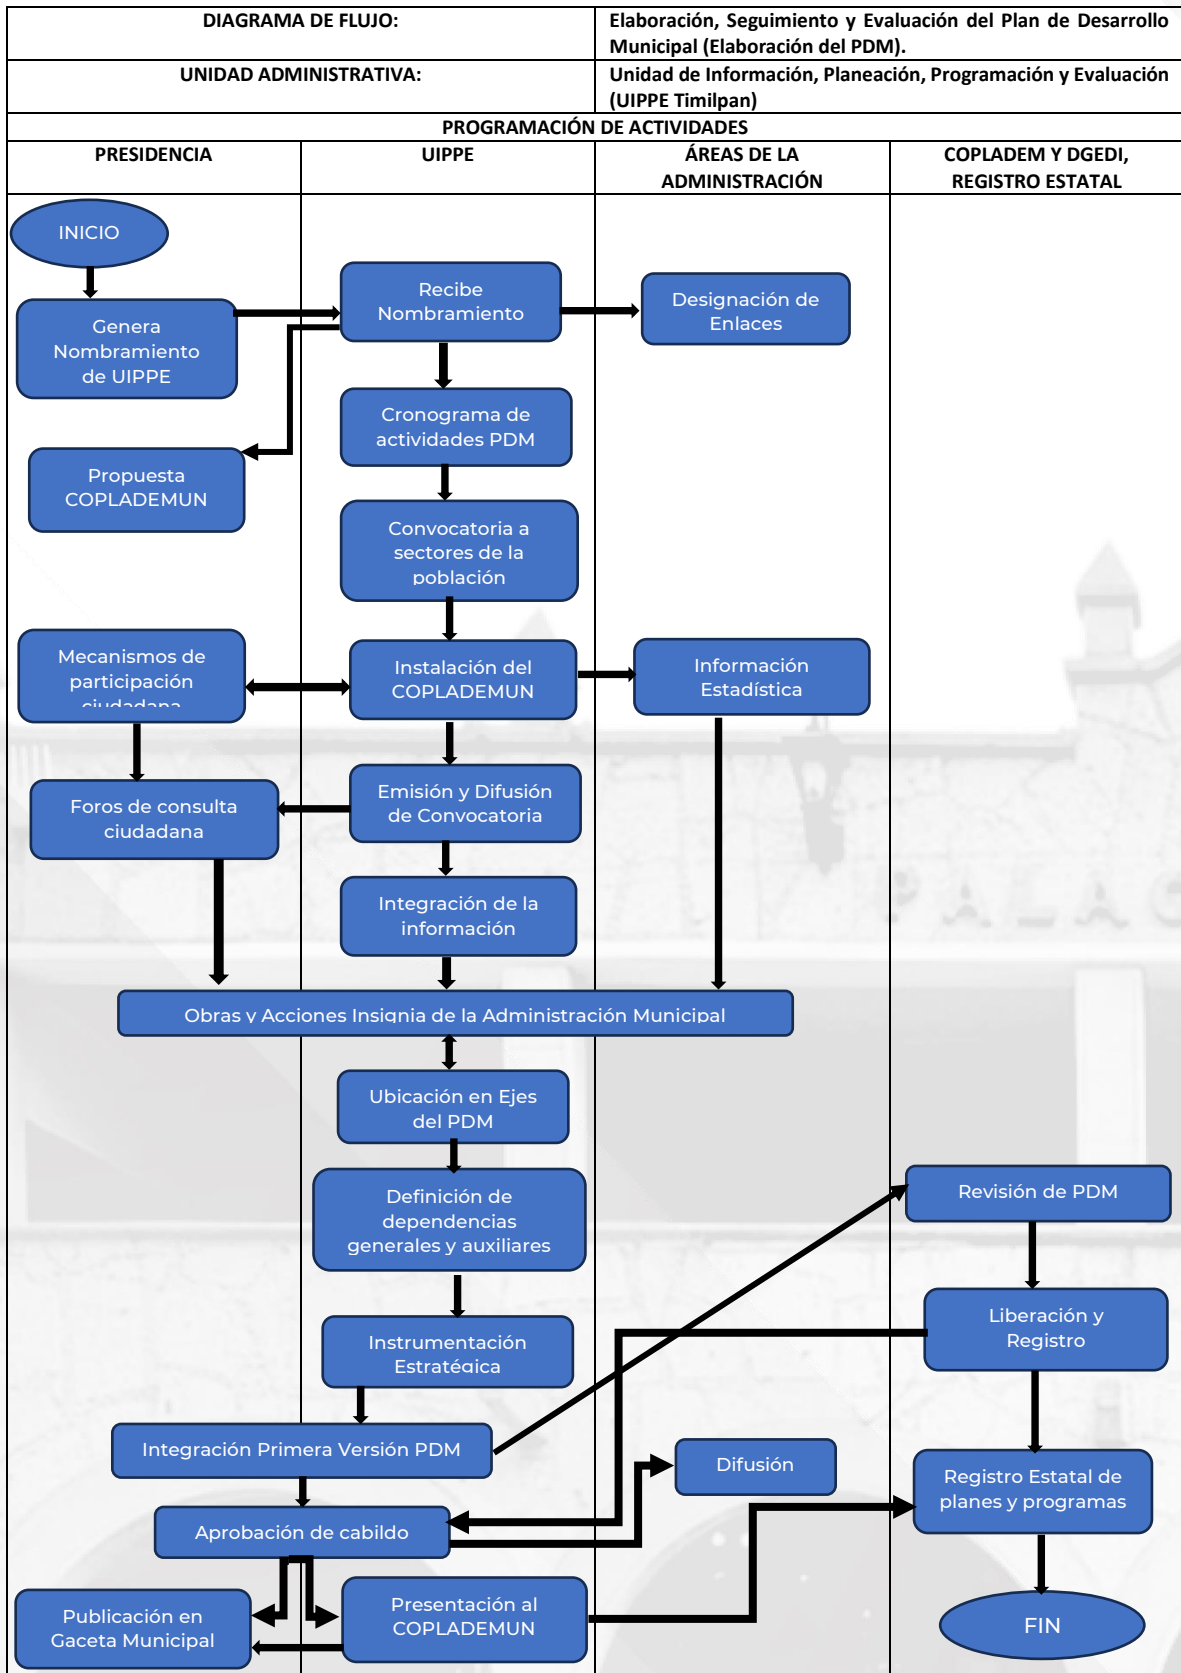 DIAGRAMA DE FLUJO:
Elaboración, Seguimiento y Evaluación del Plan de Desarrollo
Municipal (Elaboración del PDM).
UNIDAD ADMINISTRATIVA:
Unidad de Información, Planeación, Programación y Evaluación
(UIPPE Timilpan)
PROGRAMACIÓN DE ACTIVIDADES
PRESIDENCIA
UIPPE
ÁREAS DE LA
ADMINISTRACIÓN
COPLADEM Y DGEDI,
REGISTRO ESTATAL
INICIO
Genera
Nombramiento
de UIPPE
Recibe
Nombramiento
Designación de
Enlaces
Cronograma de
actividades PDM
Propuesta
COPLADEMUN
Convocatoria a
sectores de la
población
Mecanismos de
participación
ciudadana
Instalación del
COPLADEMUN
Información
Estadística
Foros de consulta
ciudadana
Emisión y Difusión
de Convocatoria
Integración de la
información
PALAC
Obras y Acciones Insignia de la Administración Municipal
Ubicación en Ejes
del PDM
Definición de
dependencias
generales y auxiliares
Revisión de PDM
Instrumentación
Estratégica
Liberación y
Registro
Integración Primera Versión PDM
Difusión
Registro Estatal de
planes y programas
Aprobación de cabildo
Publicación en
Gaceta Municipal
Presentación al
COPLADEMUN
FIN